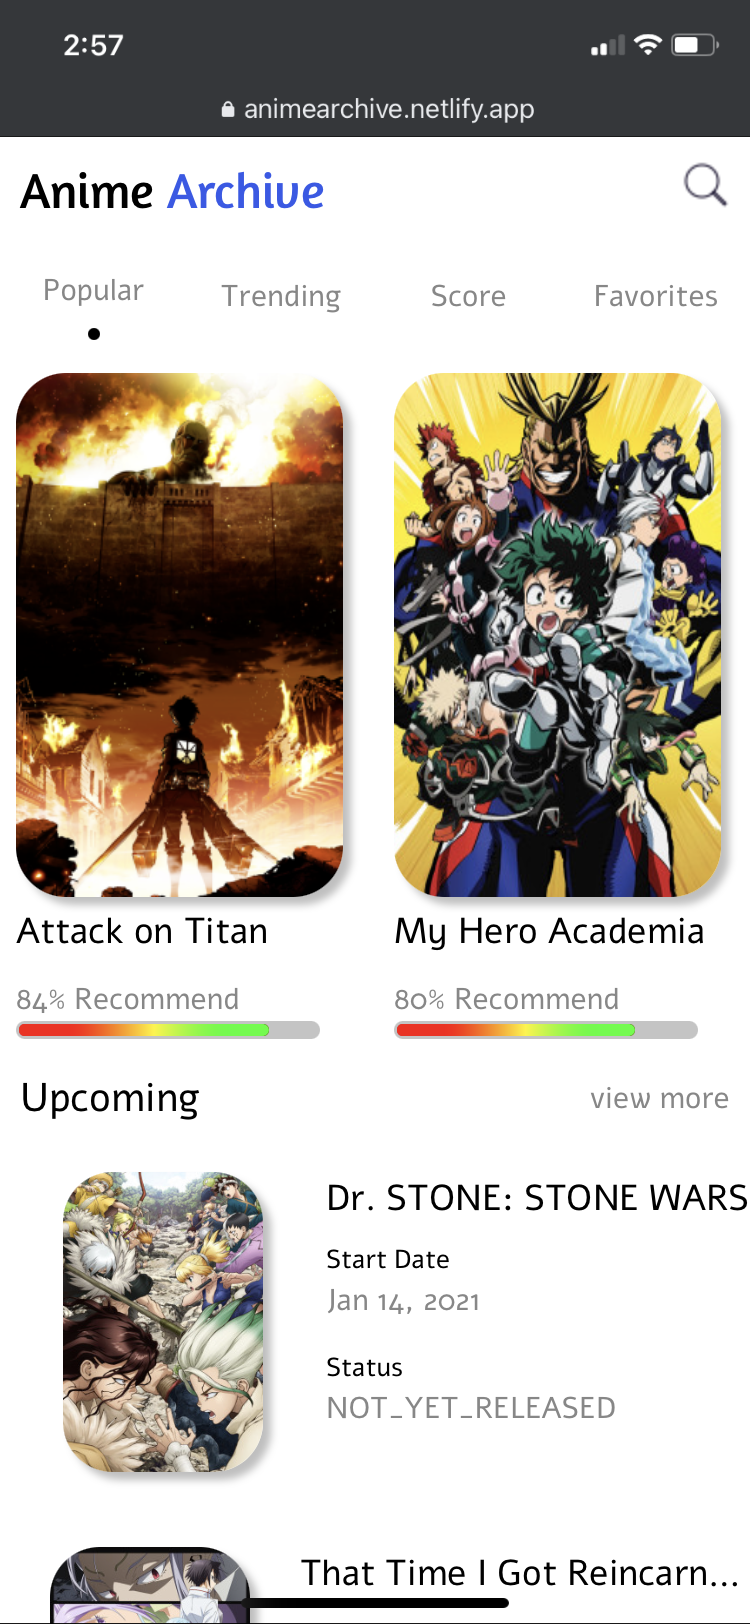 2:57
animearchive.netlify.app
Anime Archive
Popular Trending Score Favorites
Attack on Titan My Hero Academia
84% Recommend 80% Recommend
Upcoming view more
Dr. STONE: STONE WARS
Start Date
Jan 14, 2021
Status
NOT_YET_RELEASED
That Time I Got Reincarn...